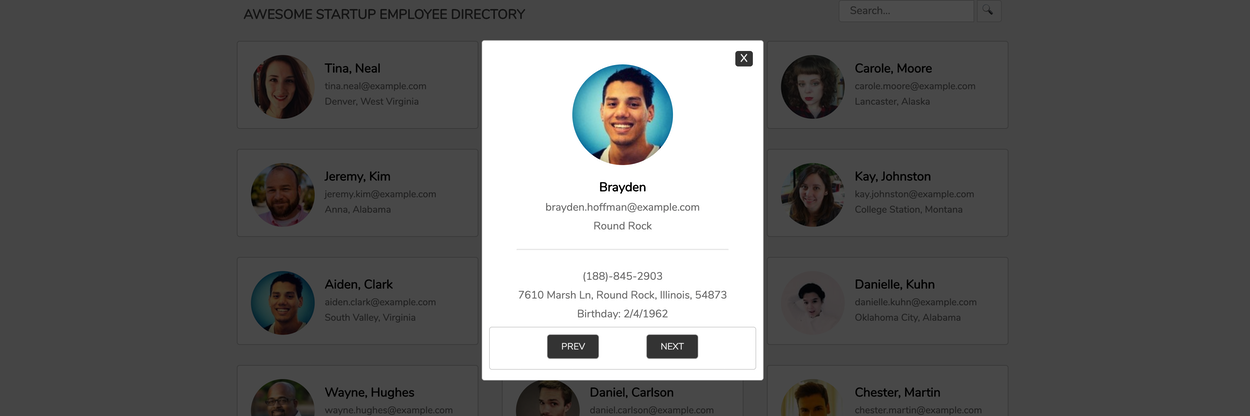 AWESOME STARTUP EMPLOYEE DIRECTORY
Search...
X
Tina, Neal
tina.neal@example.com
Denver, West Virginia
Carole, Moore
carole.moore@example.com
Lancaster, Alaska
Jeremy, Kim
jeremy.kim@example.com
Anna, Alabama
Brayden
brayden.hoffman@example.com
Round Rock
Kay, Johnston
kay.johnston@example.com
College Station, Montana
(188)-845-2903
7610 Marsh Ln, Round Rock, Illinois, 54873
Birthday: 2/4/1962
Aiden, Clark
aiden.clark@example.com
South Valley, Virginia
Danielle, Kuhn
danielle.kuhn@example.com
Oklahoma City, Alabama
PREV
NEXT
Wayne, Hughes
wayne.hughes@example.com
Daniel, Carlson
daniel.carlson@example.com
Chester, Martin
chester.martin@example.com